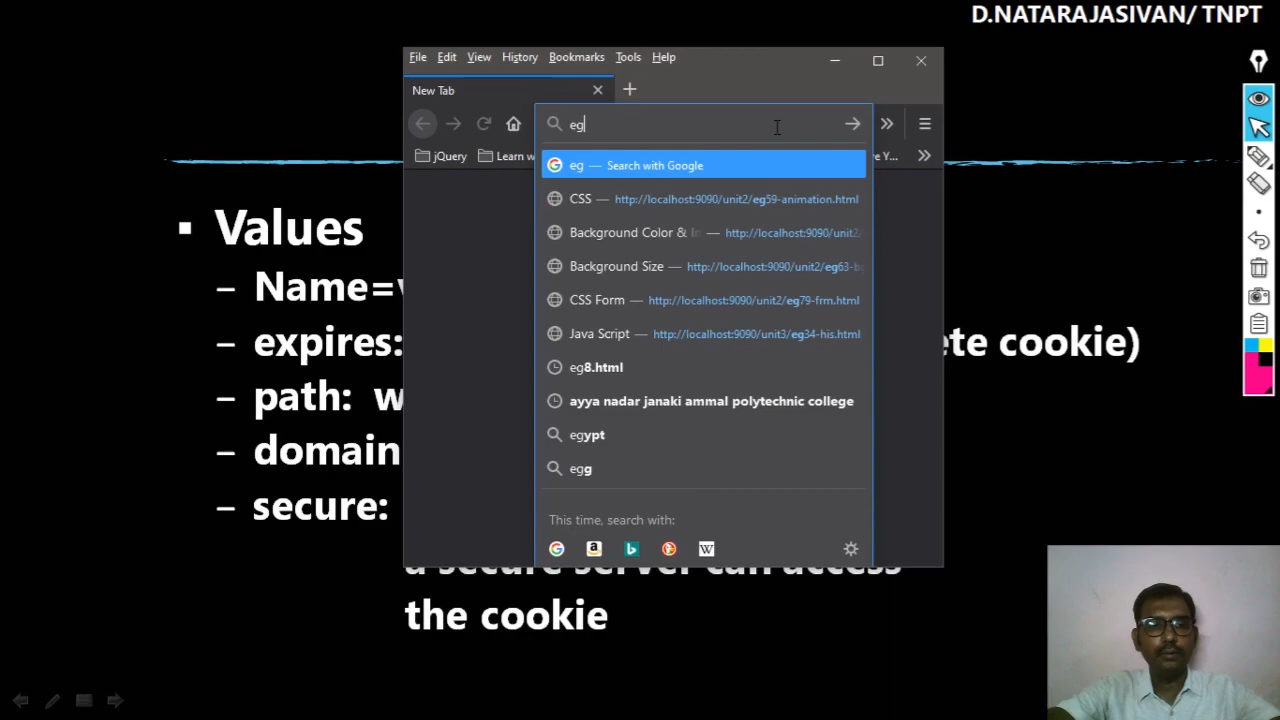 D.NATARAJASIVAN/ TNPT
File Edit View History Bookmarks Tools Help
New Tab
eg
jQuery Learn w e Y...
eg — Search with Google
CSS — http://localhost:9090/unit2/eg59-animation.html
Background Color & I — http://localhost:9090/unit2/
Background Size — http://localhost:9090/unit2/eg63-b
CSS Form — http://localhost:9090/unit2/eg79-frm.html
Java Script — http://localhost:9090/unit3/eg34-his.html
eg8.html
ayya nadar janaki ammal polytechnic college
egypt
egg
This time, search with:
▪ Values
– Name=v
– expires: ete cookie)
– path: w
– domain
– secure:
a secure server can access
the cookie